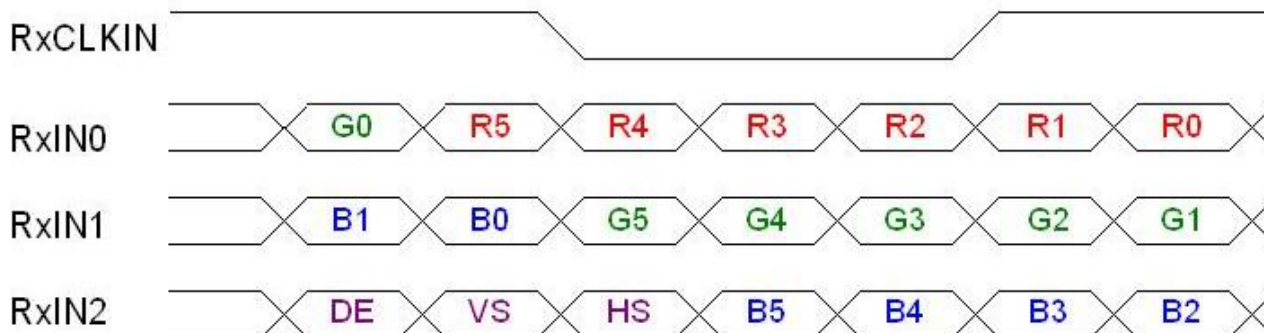 RxCLKIN
RxIN0 G0 R5 R4 R3 R2 R1 R0
RxIN1 B1 B0 G5 G4 G3 G2 G1
RxIN2 DE VS HS B5 B4 B3 B2